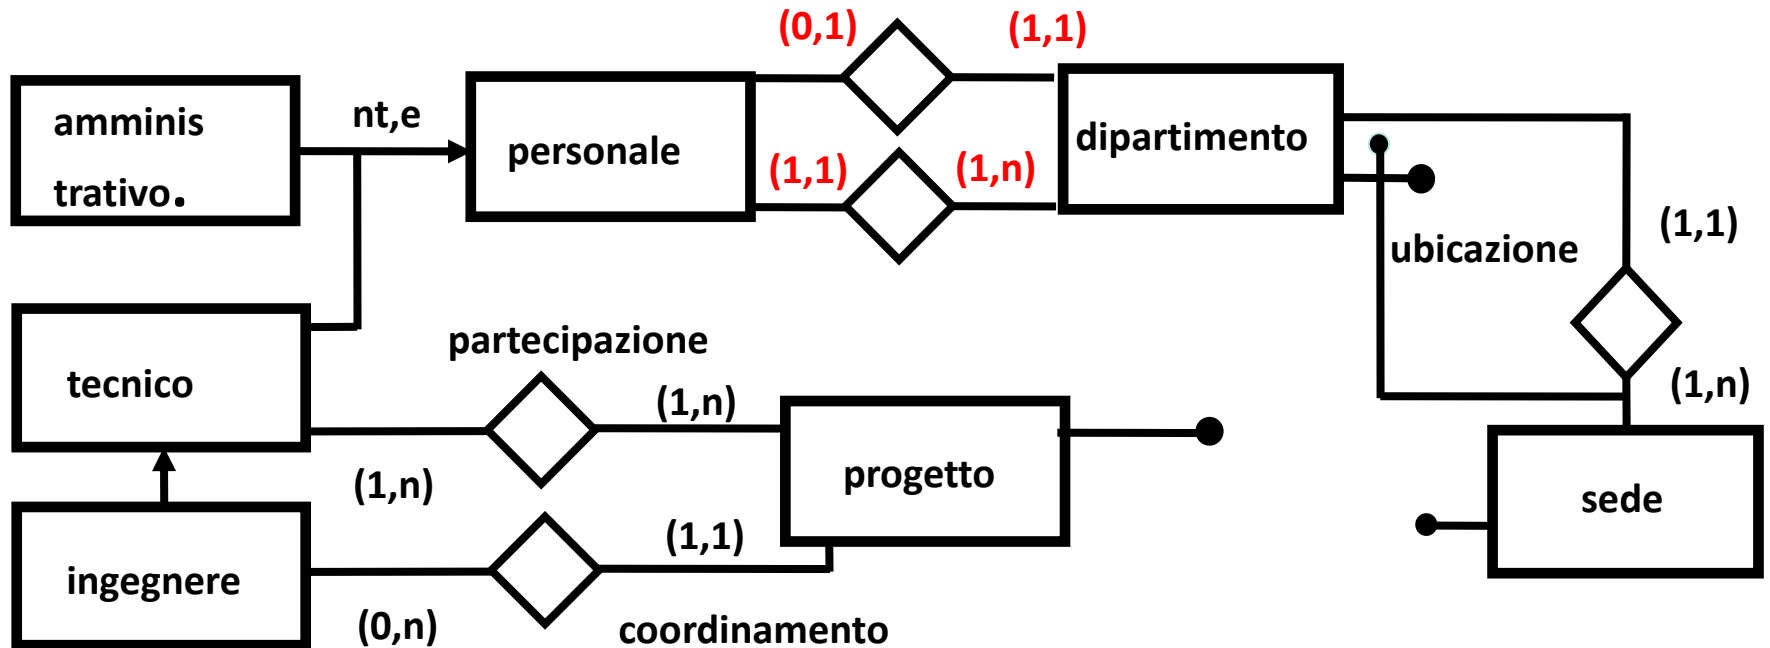 (0,1)
(1,1)
amminis
trativo.
nt,e
personale
dipartimento
(1,1)
(1,n)
ubicazione
(1,1)
tecnico
partecipazione
(1,n)
(1,n)
(1,n)
progetto
sede
ingegnere
(1,1)
(0,n)
coordinamento